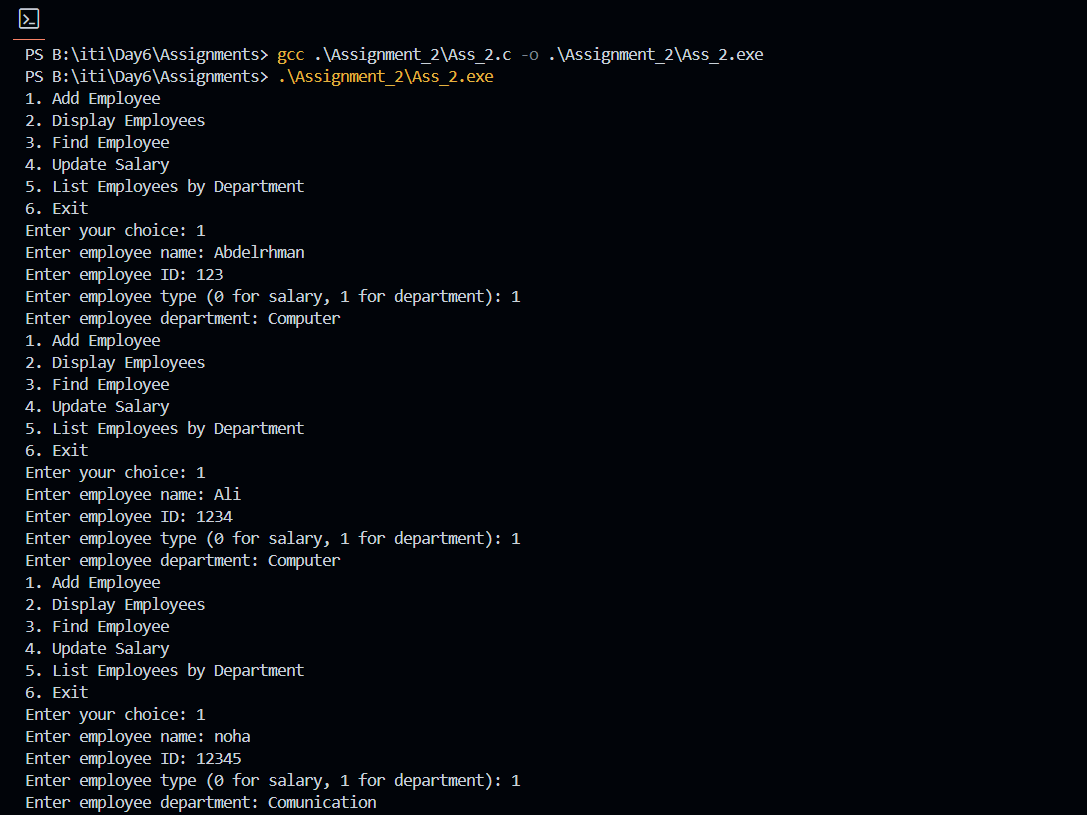 PS B:\iti\Day6\Assignments> gcc .\Assignment_2\Ass_2.c -o .\Assignment_2\Ass_2.exe
PS B:\iti\Day6\Assignments> .\Assignment_2\Ass_2.exe
1. Add Employee
2. Display Employees
3. Find Employee
4. Update Salary
5. List Employees by Department
6. Exit
Enter your choice: 1
Enter employee name: Abdelrhman
Enter employee ID: 123
Enter employee type (0 for salary, 1 for department): 1
Enter employee department: Computer
1. Add Employee
2. Display Employees
3. Find Employee
4. Update Salary
5. List Employees by Department
6. Exit
Enter your choice: 1
Enter employee name: Ali
Enter employee ID: 1234
Enter employee type (0 for salary, 1 for department): 1
Enter employee department: Computer
1. Add Employee
2. Display Employees
3. Find Employee
4. Update Salary
5. List Employees by Department
6. Exit
Enter your choice: 1
Enter employee name: noha
Enter employee ID: 12345
Enter employee type (0 for salary, 1 for department): 1
Enter employee department: Comunication